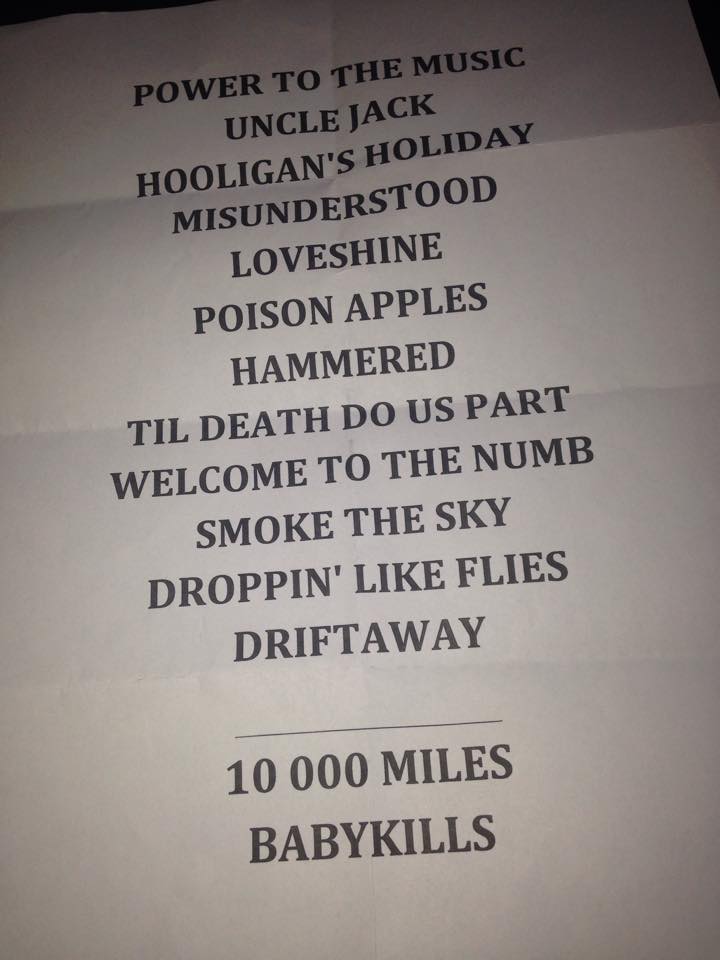 POWER TO THE MUSIC
UNCLE JACK
HOOLIGAN'S HOLIDAY
MISUNDERSTOOD
LOVESHINE
POISON APPLES
HAMMERED
TIL DEATH DO US PART
WELCOME TO THE NUMB
SMOKE THE SKY
DROPPIN' LIKE FLIES
DRIFTAWAY
10 000 MILES
BABYKILLS